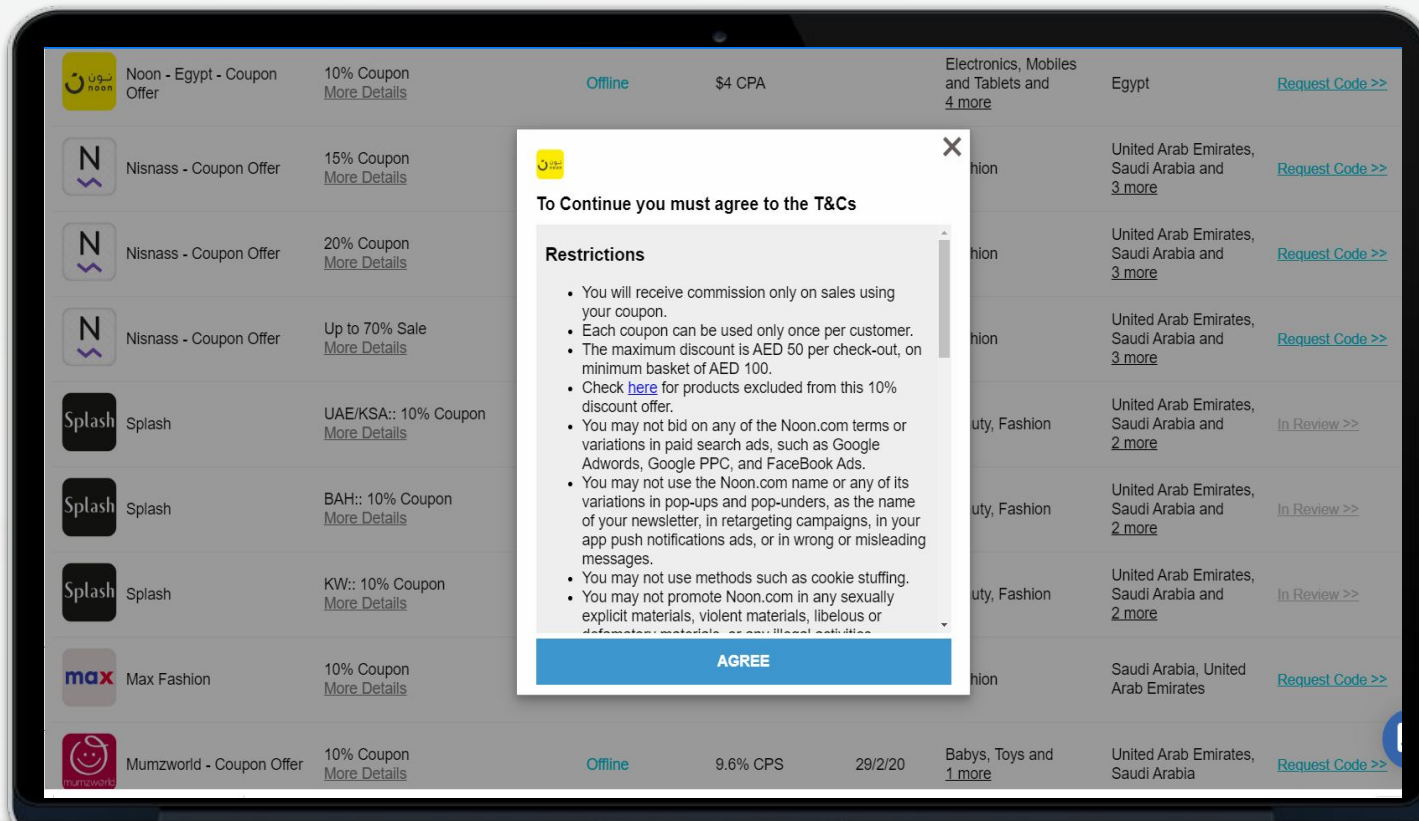 نون
noon
Noon - Egypt - Coupon
Offer
10% Coupon
More Details
Offline
$4 CPA
Electronics, Mobiles
and Tablets and
4 more
Egypt
Request Code >>
N
Nisnass - Coupon Offer
15% Coupon
More Details
United Arab Emirates,
Saudi Arabia and
3 more
Request Code >>
N
Nisnass - Coupon Offer
20% Coupon
More Details
United Arab Emirates,
Saudi Arabia and
3 more
Request Code >>
N
Nisnass - Coupon Offer
Up to 70% Sale
More Details
United Arab Emirates,
Saudi Arabia and
3 more
Request Code >>
Splash
Splash
UAE/KSA:: 10% Coupon
More Details
uty, Fashion
United Arab Emirates,
Saudi Arabia and
2 more
In Review >>
Splash
Splash
BAH:: 10% Coupon
More Details
uty, Fashion
United Arab Emirates,
Saudi Arabia and
2 more
In Review >>
Splash
Splash
KW:: 10% Coupon
More Details
uty, Fashion
United Arab Emirates,
Saudi Arabia and
2 more
In Review >>
max
Max Fashion
10% Coupon
More Details
hion
Saudi Arabia, United
Arab Emirates
Request Code >>
mumzworld
Mumzworld - Coupon Offer
10% Coupon
More Details
Offline
9.6% CPS
29/2/20
Babys, Toys and
1 more
United Arab Emirates,
Saudi Arabia
Request Code >>
نون
noon
To Continue you must agree to the T&Cs
Restrictions
• You will receive commission only on sales using
your coupon.
• Each coupon can be used only once per customer.
• The maximum discount is AED 50 per check-out, on
minimum basket of AED 100.
• Check here for products excluded from this 10%
discount offer.
• You may not bid on any of the Noon.com terms or
variations in paid search ads, such as Google
Adwords, Google PPC, and FaceBook Ads.
• You may not use the Noon.com name or any of its
variations in pop-ups and pop-unders, as the name
of your newsletter, in retargeting campaigns, in your
app push notifications ads, or in wrong or misleading
messages.
• You may not use methods such as cookie stuffing.
• You may not promote Noon.com in any sexually
explicit materials, violent materials, libelous or
AGREE